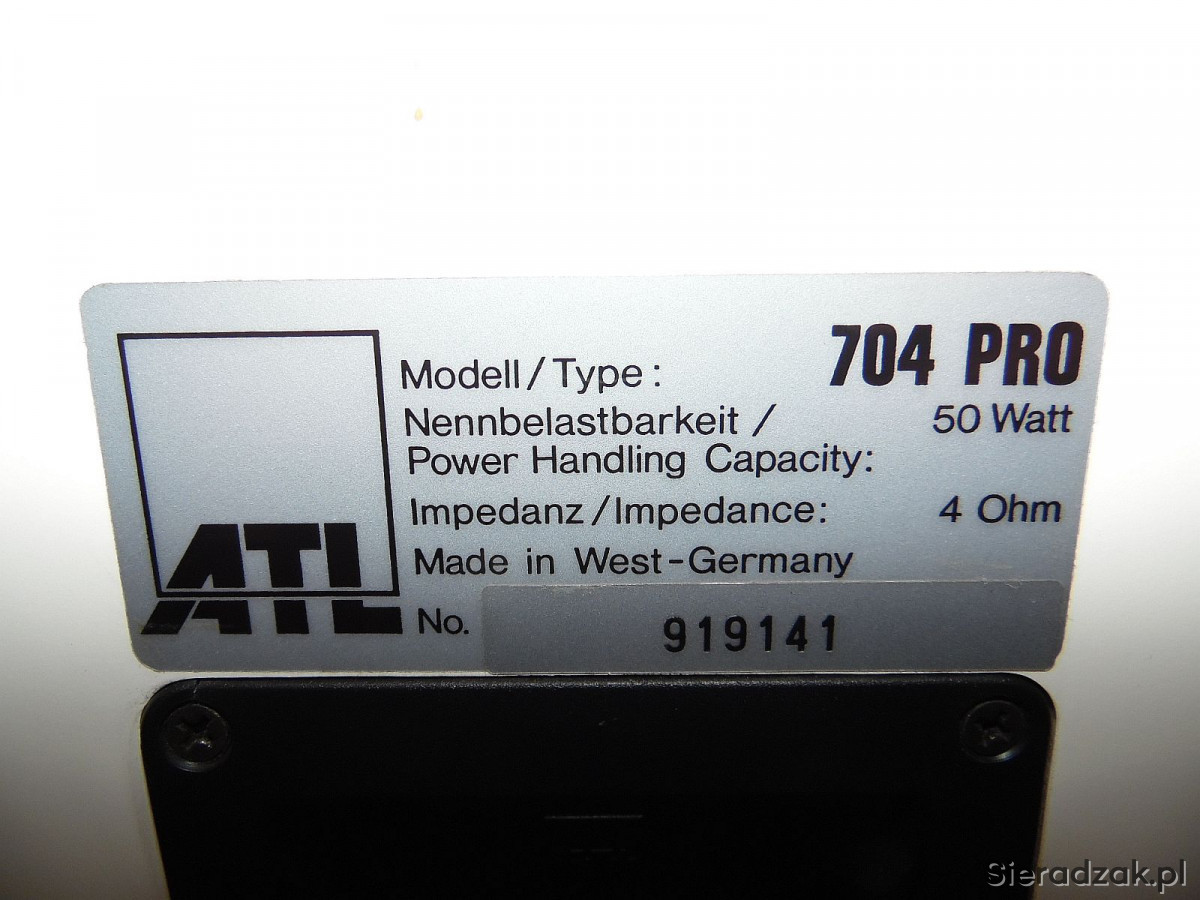 Modell/Type: 704 PRO
Nennbelastbarkeit / 50 Watt
Power Handling Capacity:
Impedanz/Impedance: 4 Ohm
Made in West-Germany
ATL
No. 919141
Sieradzak.pl